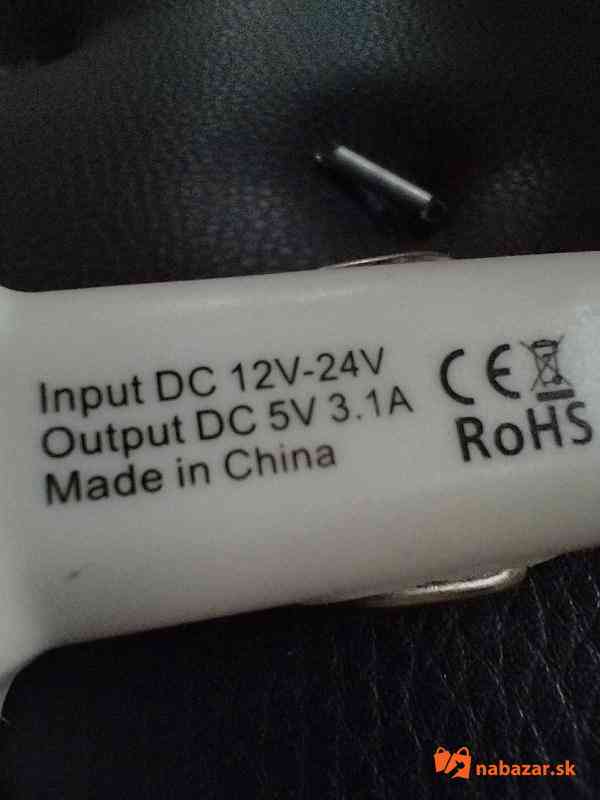 Input DC 12V-24V
Output DC 5V 3.1A
Made in China
CE
RoHS
nabazar.sk